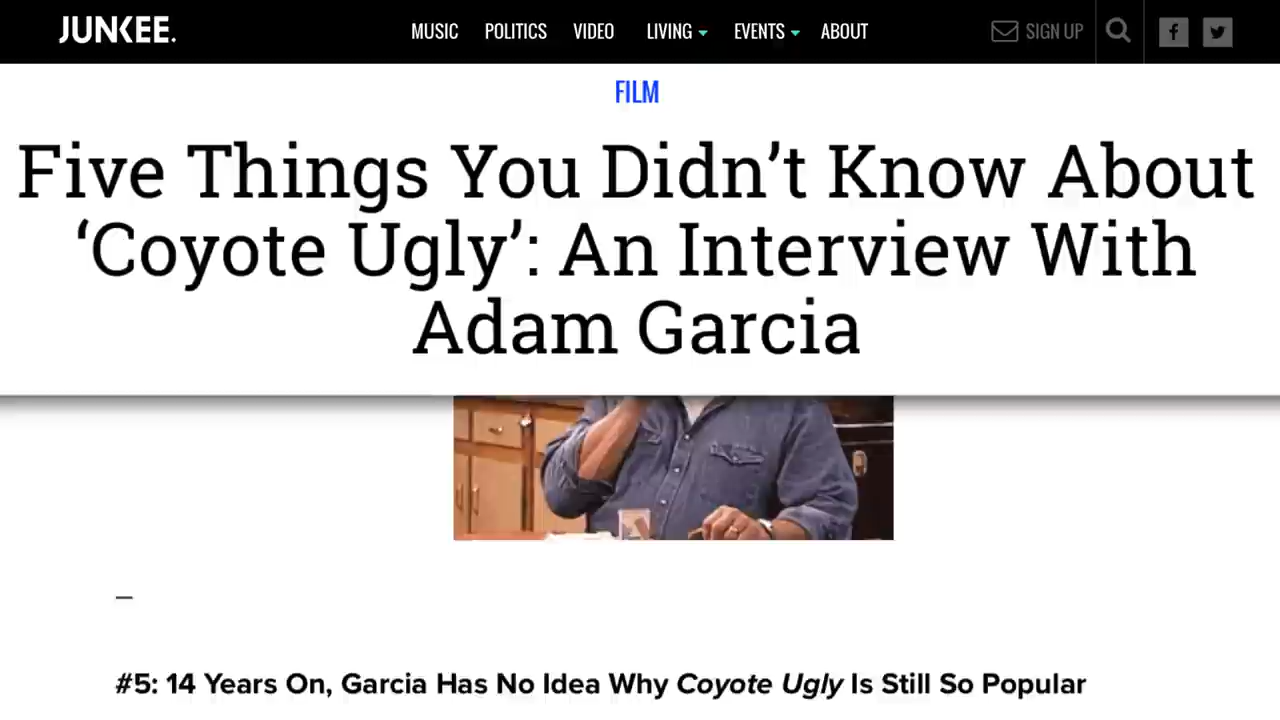 JUNKEE.
MUSIC POLITICS VIDEO LIVING EVENTS ABOUT SIGN UP
FILM
Five Things You Didn’t Know About
‘Coyote Ugly’: An Interview With
Adam Garcia
–
#5: 14 Years On, Garcia Has No Idea Why Coyote Ugly Is Still So Popular